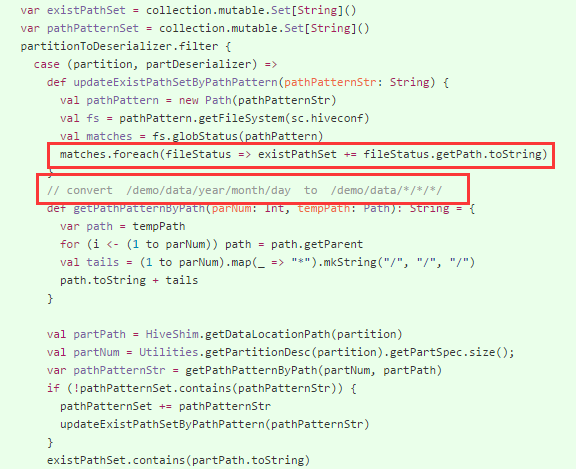 var existPathSet = collection.mutable.Set[String]()
var pathPatternSet = collection.mutable.Set[String]()
partitionToDeserializer.filter {
case (partition, partDeserializer) =>
def updateExistPathSetByPathPattern(pathPatternStr: String) {
val pathPattern = new Path(pathPatternStr)
val fs = pathPattern.getFileSystem(sc.hiveconf)
val matches = fs.globStatus(pathPattern)
matches.foreach(fileStatus => existPathSet += fileStatus.getPath.toString)
}
// convert /demo/data/year/month/day to /demo/data/*/*/*/
def getPathPatternByPath(parNum: Int, tempPath: Path): String = {
var path = tempPath
for (i <- (1 to parNum)) path = path.getParent
val tails = (1 to parNum).map(_ => "*").mkString("/", "/", "/")
path.toString + tails
}
val partPath = HiveShim.getDataLocationPath(partition)
val partNum = Utilities.getPartitionDesc(partition).getPartSpec.size();
var pathPatternStr = getPathPatternByPath(partNum, partPath)
if (!pathPatternSet.contains(pathPatternStr)) {
pathPatternSet += pathPatternStr
updateExistPathSetByPathPattern(pathPatternStr)
}
existPathSet.contains(partPath.toString)